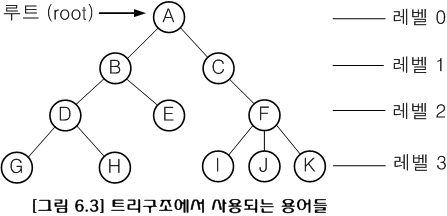 루트 (root) A 레벨 0
B C 레벨 1
D E F 레벨 2
G H I J K 레벨 3
[그림 6.3] 트리구조에서 사용되는 용어들